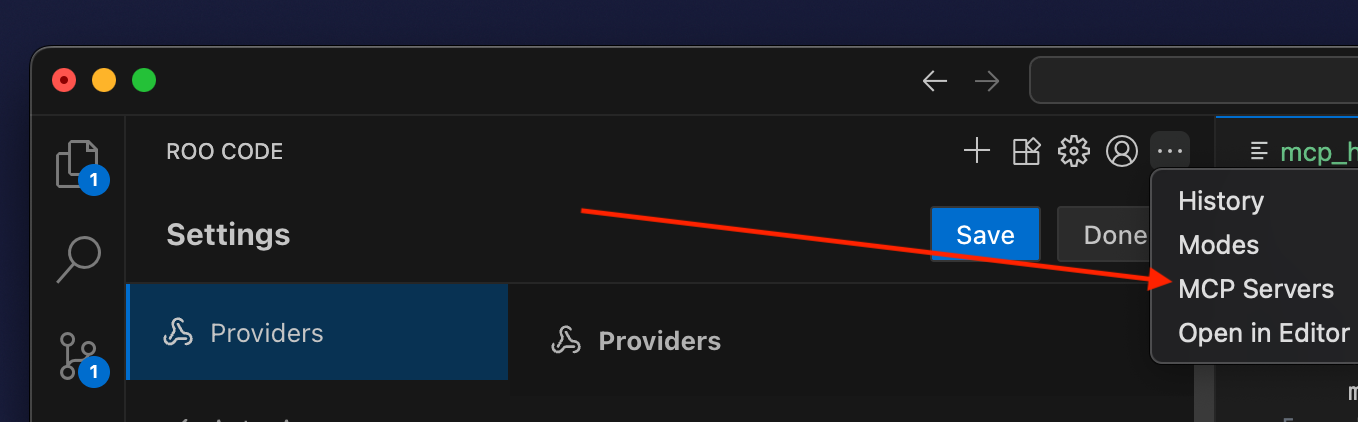 ROO CODE
mcp_h
1
History
Settings
Save
Done
Modes
MCP Servers
Providers
Providers
Open in Editor
1